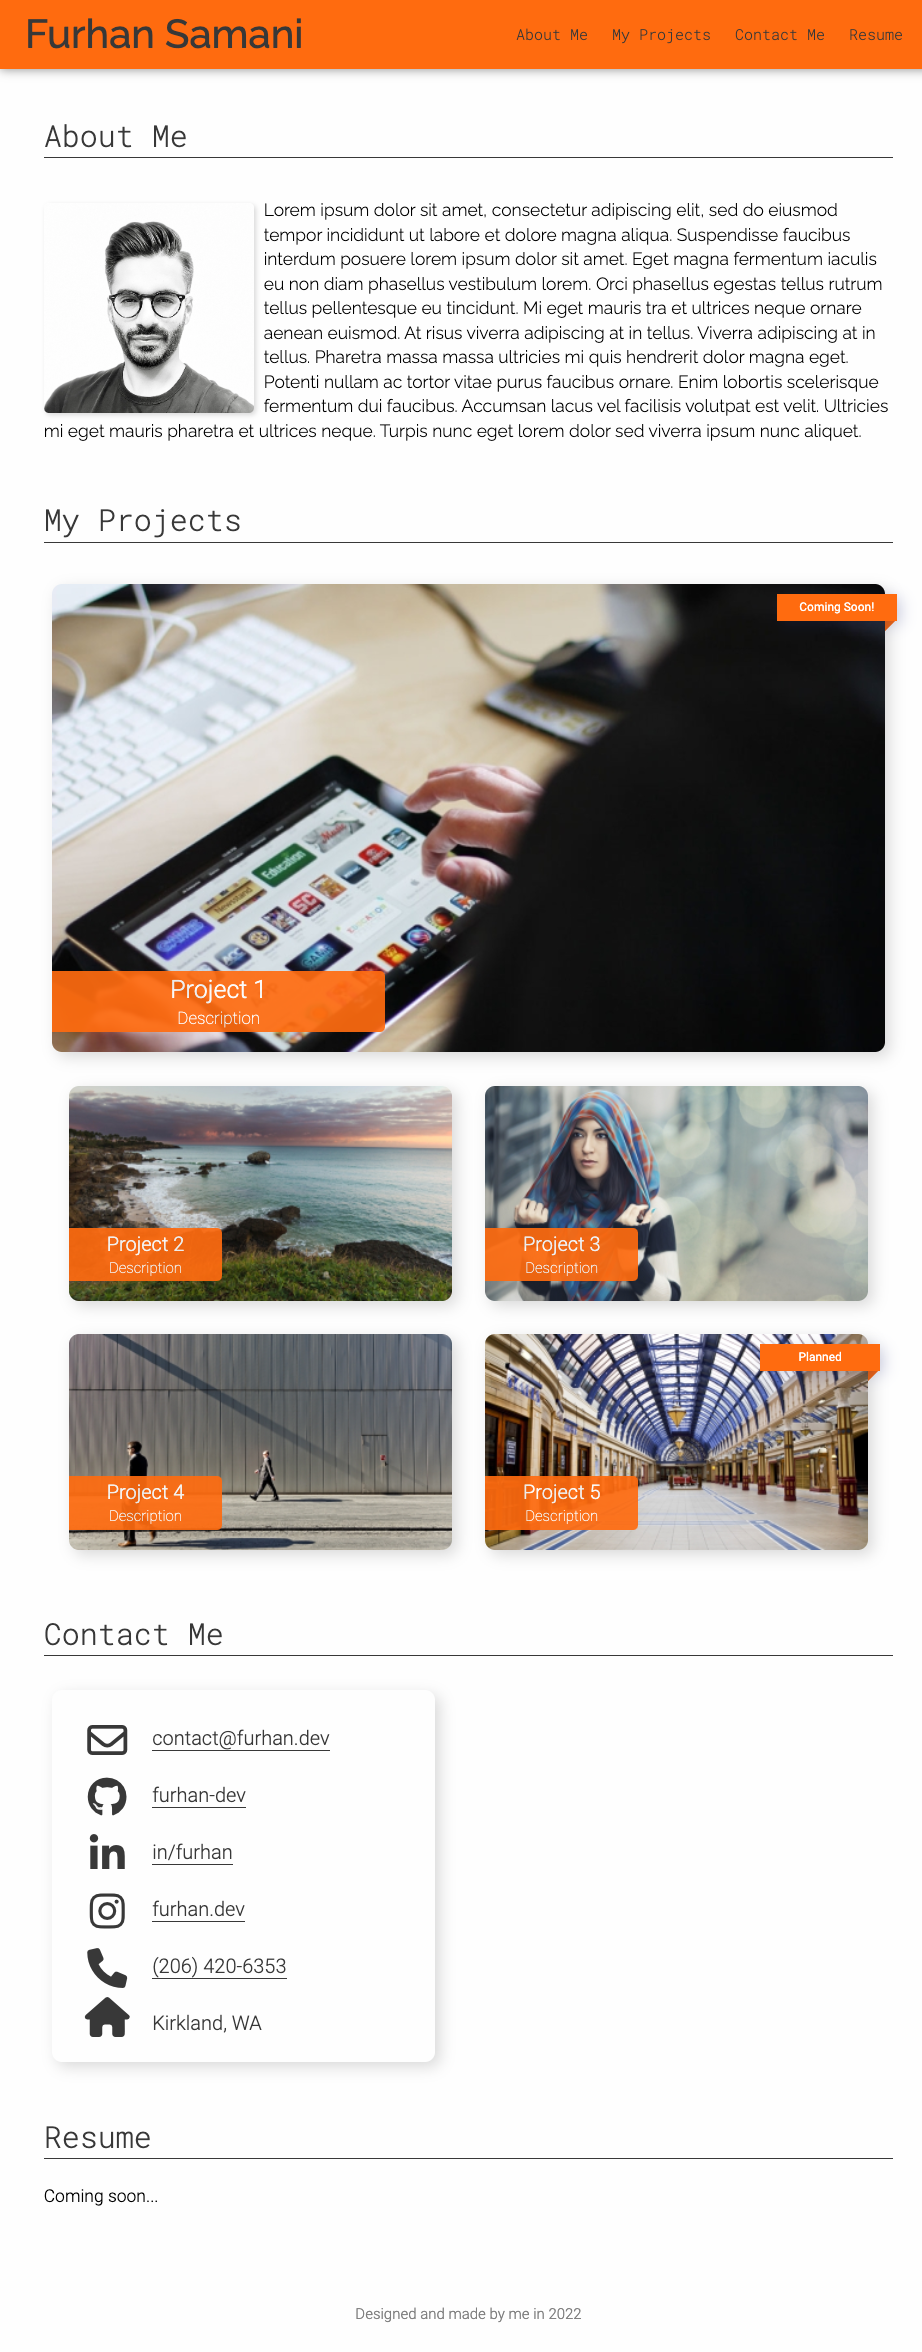 Furhan Samani
About Me
My Projects
Contact Me
Resume
About Me
Lorem ipsum dolor sit amet, consectetur adipiscing elit, sed do eiusmod
tempor incididunt ut labore et dolore magna aliqua. Suspendisse faucibus
interdum posuere lorem ipsum dolor sit amet. Eget magna fermentum iaculis
eu non diam phasellus vestibulum lorem. Orci phasellus egestas tellus rutrum
tellus pellentesque eu tincidunt. Mi eget mauris tra et ultrices neque ornare
aenean euismod. At risus viverra adipiscing at in tellus. Viverra adipiscing at in
tellus. Pharetra massa massa ultricies mi quis hendrerit dolor magna eget.
Potenti nullam ac tortor vitae purus faucibus ornare. Enim lobortis scelerisque
fermentum dui faucibus. Accumsan lacus vel facilisis volutpat est velit. Ultricies
mi eget mauris pharetra et ultrices neque. Turpis nunc eget lorem dolor sed viverra ipsum nunc aliquet.
My Projects
Coming Soon!
Music
Education
Newsstand
Project 1
Description
Project 2
Description
Project 3
Description
Project 4
Description
Planned
Project 5
Description
Contact Me
contact@furhan.dev
furhan-dev
in/furhan
furhan.dev
(206) 420-6353
Kirkland, WA
Resume
Coming soon...
Designed and made by me in 2022